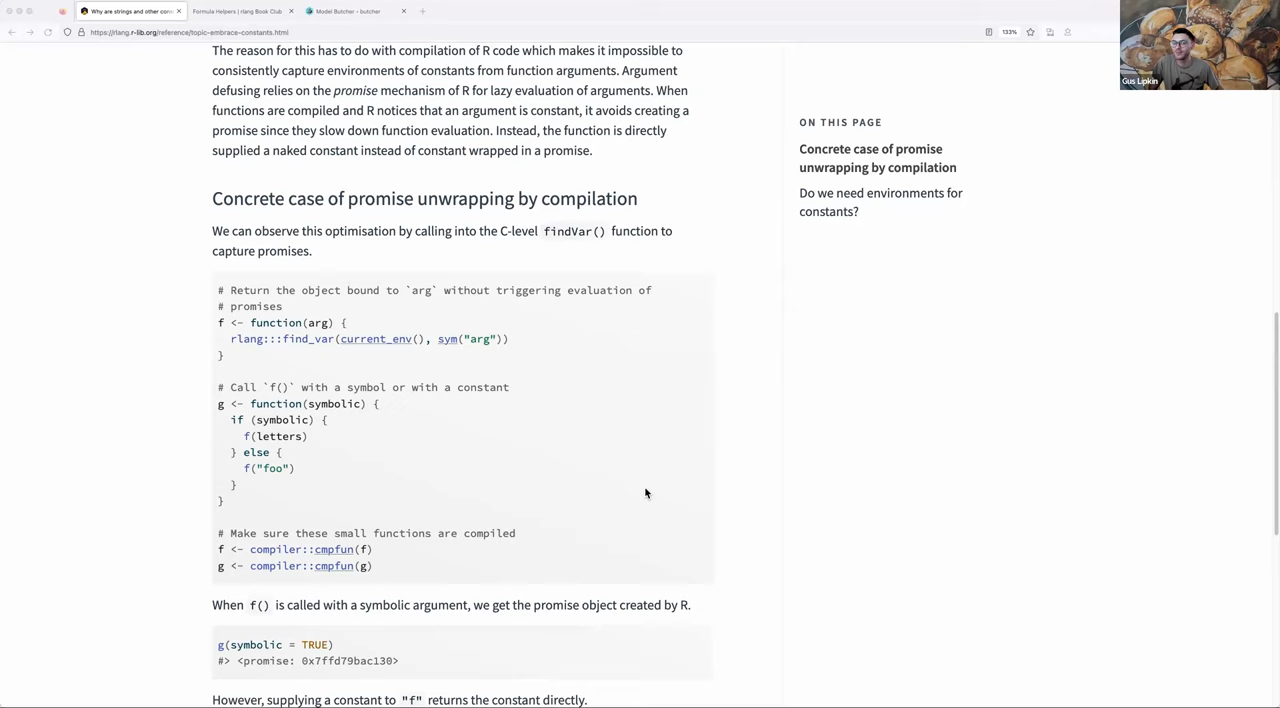 Why are strings and other cons
Formula Helpers | rlang Book Club
Model Butcher • butcher
https://rlang.r-lib.org/reference/topic-embrace-constants.html
133%
Gus Lipkin
The reason for this has to do with compilation of R code which makes it impossible to
consistently capture environments of constants from function arguments. Argument
defusing relies on the promise mechanism of R for lazy evaluation of arguments. When
functions are compiled and R notices that an argument is constant, it avoids creating a
promise since they slow down function evaluation. Instead, the function is directly
supplied a naked constant instead of constant wrapped in a promise.
Concrete case of promise unwrapping by compilation
We can observe this optimisation by calling into the C-level findVar() function to
capture promises.
# Return the object bound to `arg` without triggering evaluation of
# promises
f <- function(arg) {
  rlang:::find_var(current_env(), sym("arg"))
}
# Call `f()` with a symbol or with a constant
g <- function(symbolic) {
  if (symbolic) {
    f(letters)
  } else {
    f("foo")
  }
}
# Make sure these small functions are compiled
f <- compiler::cmpfun(f)
g <- compiler::cmpfun(g)
When f() is called with a symbolic argument, we get the promise object created by R.
g(symbolic = TRUE)
#> <promise: 0x7ffd79bac130>
However, supplying a constant to "f" returns the constant directly.
ON THIS PAGE
Concrete case of promise
unwrapping by compilation
Do we need environments for
constants?